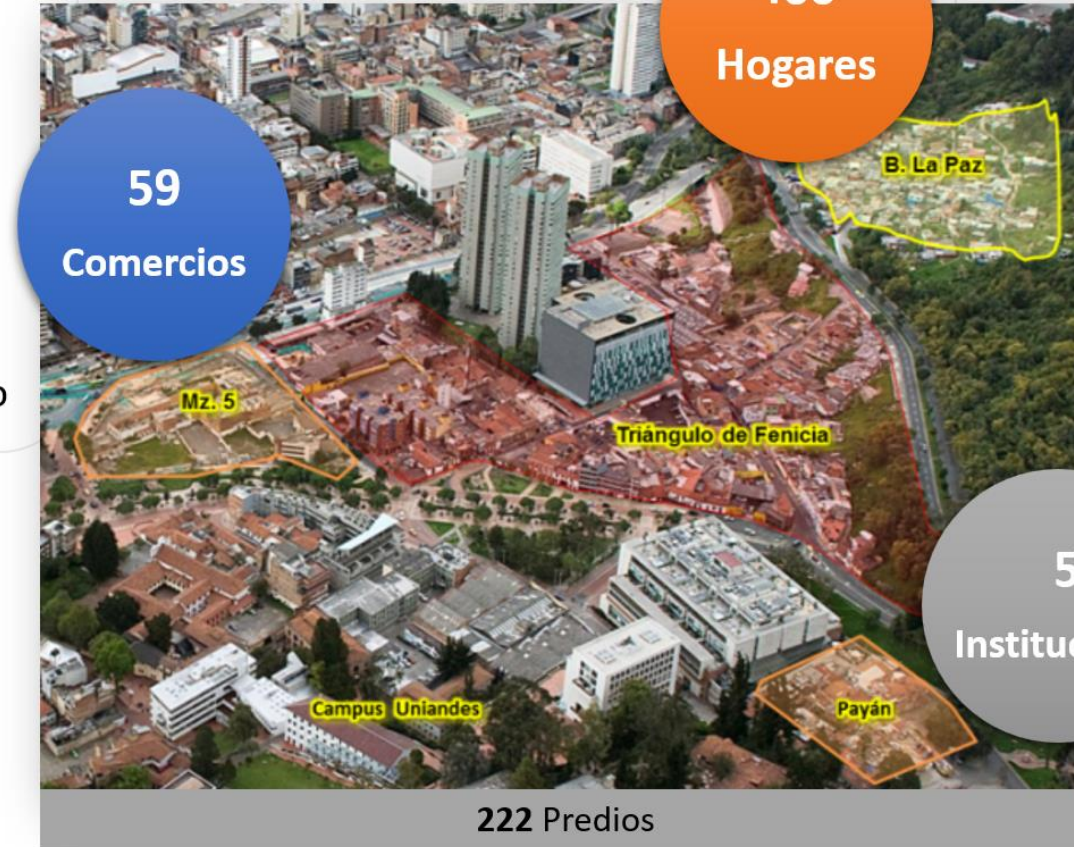 Hogares
B. La Paz
59
Comercios
Mz. 5
Triángulo de Fenicia
Campus Uniandes
Payán
222 Predios